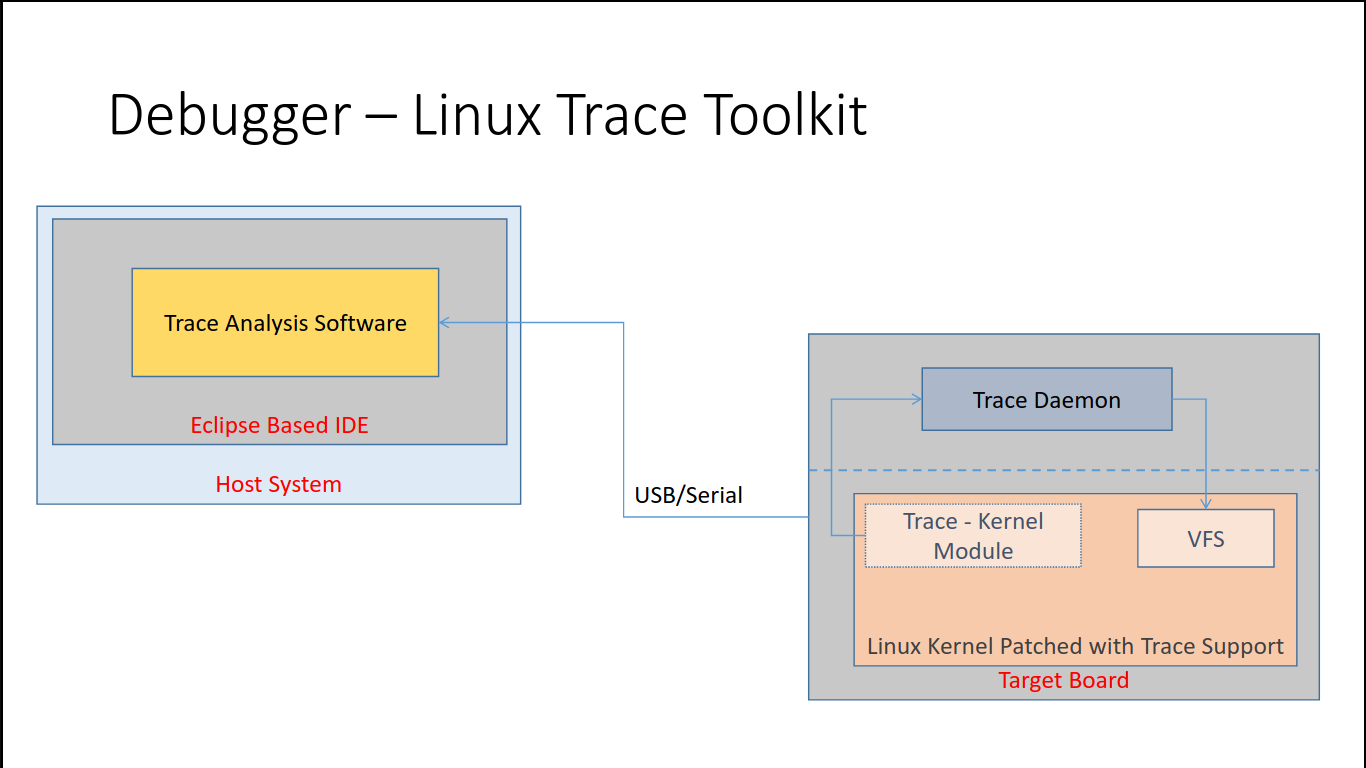 Debugger – Linux Trace Toolkit
Trace Analysis Software
Eclipse Based IDE
Host System
USB/Serial
Trace Daemon
Trace - Kernel
Module
VFS
Linux Kernel Patched with Trace Support
Target Board